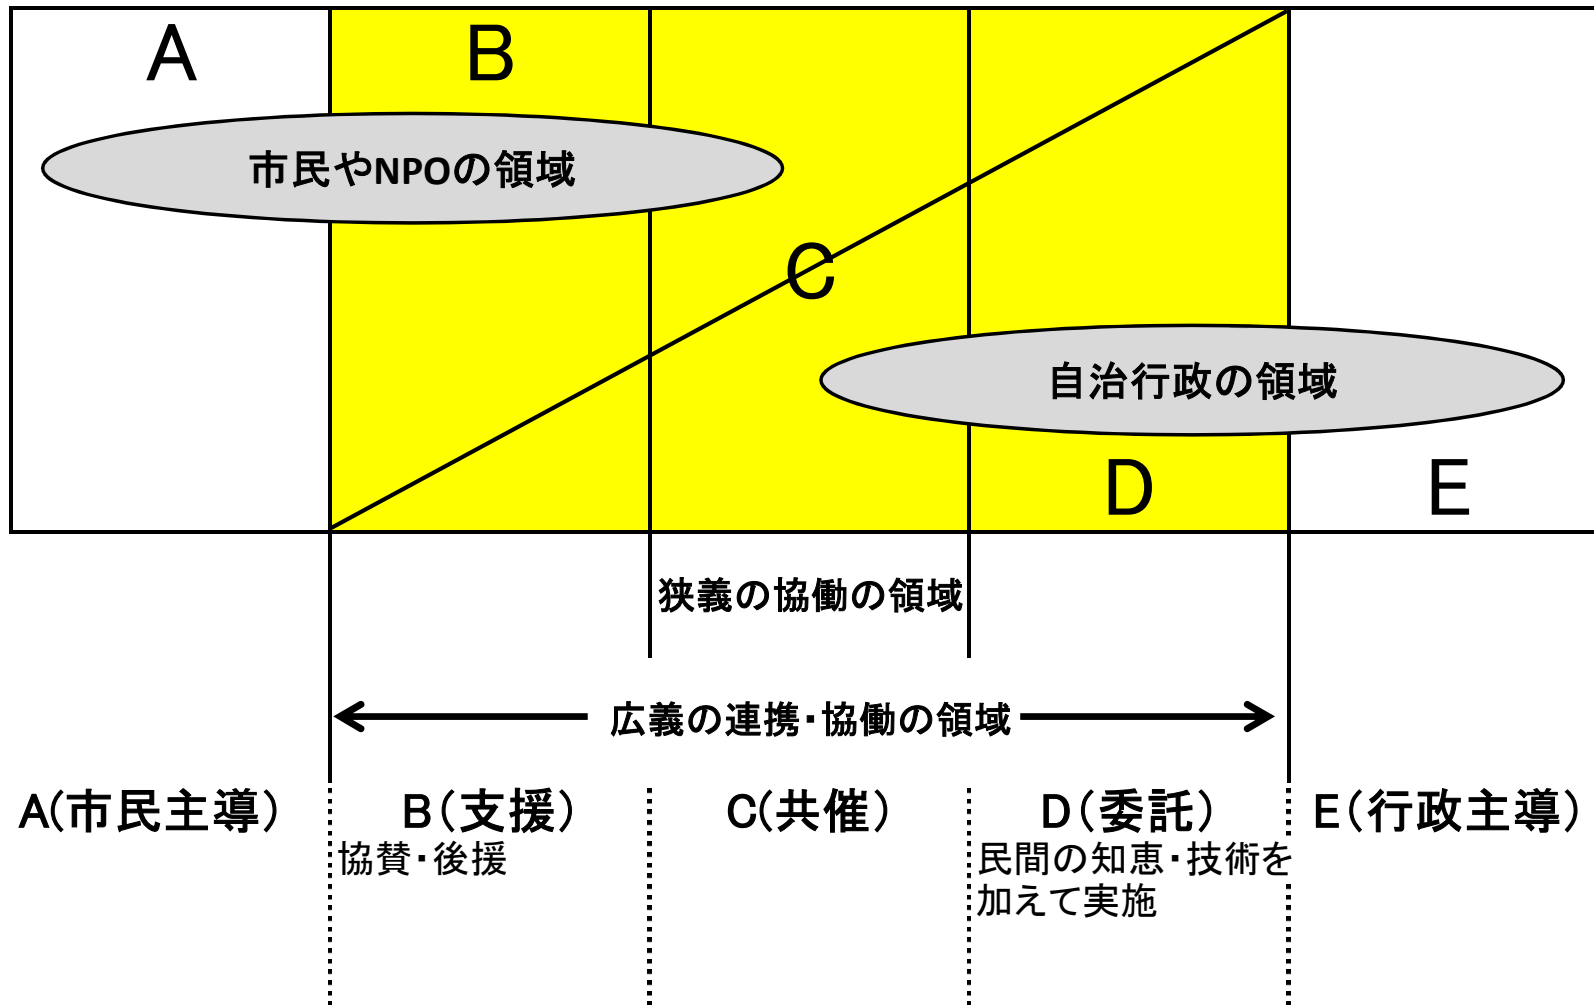 A
B
市民やNPOの領域
C
自治行政の領域
D
E
狭義の協働の領域
広義の連携・協働の領域
A(市民主導)
B(支援)
C(共催)
D(委託)
E(行政主導)
協賛・後援
民間の知恵・技術を
加えて実施